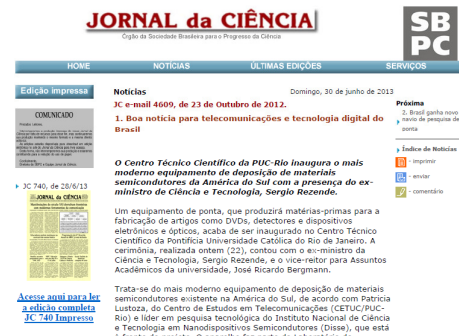 JORNAL da CIÊNCIA
Órgão da Sociedade Brasileira para o Progresso da Ciência
SB
PC
HOME
NOTÍCIAS
ÚLTIMAS EDIÇÕES
SERVIÇOS
Edição impressa
COMUNICADO
JC 740, de 28/6/13
JORNAL da CIÊNCIA
Acesse aqui para ler
a edição completa
JC 740 Impresso
Notícias
Domingo, 30 de junho de 2013
JC e-mail 4609, de 23 de Outubro de 2012.
1. Boa notícia para telecomunicações e tecnologia digital do
Brasil
O Centro Técnico Científico da PUC-Rio inaugura o mais
moderno equipamento de deposição de materiais
semicondutores da América do Sul com a presença do ex-
ministro de Ciência e Tecnologia, Sergio Rezende.
Um equipamento de ponta, que produzirá matérias-primas para a
fabricação de artigos como DVDs, detectores e dispositivos
eletrônicos e ópticos, acaba de ser inaugurado no Centro Técnico
Científico da Pontifícia Universidade Católica do Rio de Janeiro. A
cerimônia, realizada ontem (22), contou com o ex-ministro da
Ciência e Tecnologia, Sergio Rezende, e o vice-reitor para Assuntos
Acadêmicos da universidade, José Ricardo Bergmann.
Trata-se do mais moderno equipamento de deposição de materiais
semicondutores existente na América do Sul, de acordo com Patrícia
Lustoza, do Centro de Estudos em Telecomunicações (CETUC/PUC-
Rio) e líder em pesquisa tecnológica do Instituto Nacional de Ciência
e Tecnologia em Nanodispositivos Semicondutores (Disse), que está
Próxima
2. Brasil ganha novo
navio de pesquisa de
ponta
Índice de Notícias
- imprimir
- enviar
- comentário